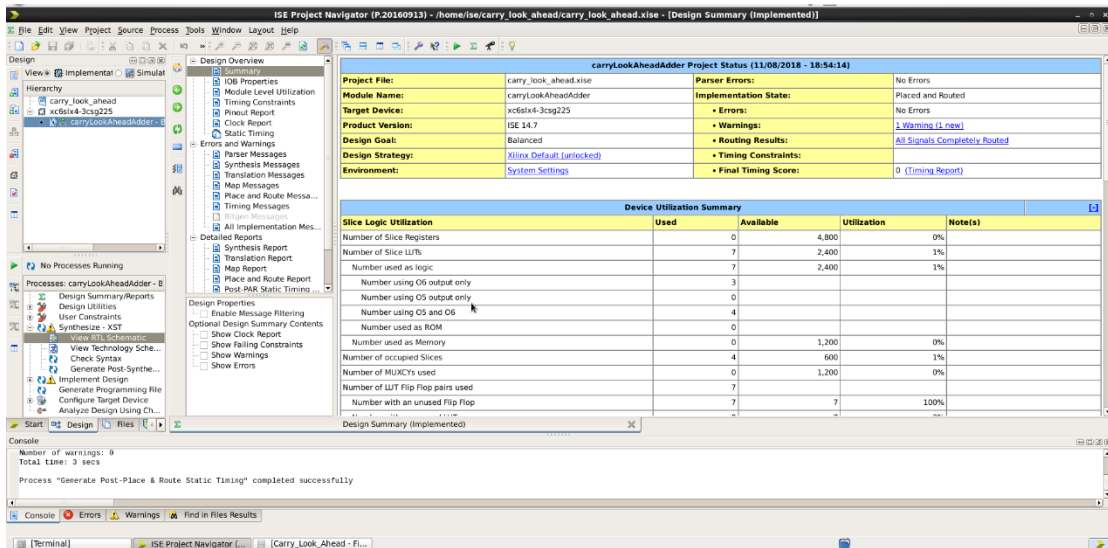 ISE Project Navigator (P.20160913) - /home/ise/carry_look_ahead/carry_look_ahead.xise - [Design Summary (Implemented)]
File Edit View Project Source Process Tools Window Layout Help
Design
View: Implementat Simulat
Hierarchy
carry_look_ahead
xc6slx4-3csg225
carryLookAheadAdder - B
No Processes Running
Processes: carryLookAheadAdder - B
Design Summary/Reports
Design Utilities
User Constraints
Synthesize - XST
View RTL Schematic
View Technology Sche...
Check Syntax
Generate Post-Synthe...
Implement Design
Generate Programming File
Configure Target Device
Analyze Design Using Ch...
Start Design Files
Design Overview
Summary
IOB Properties
Module Level Utilization
Timing Constraints
Pinout Report
Clock Report
Static Timing
Errors and Warnings
Parser Messages
Synthesis Messages
Translation Messages
Map Messages
Place and Route Messa...
Timing Messages
Bitgen Messages
All Implementation Mes...
Detailed Reports
Synthesis Report
Translation Report
Map Report
Place and Route Report
Post-PAR Static Timing ...
Design Properties
Enable Message Filtering
Optional Design Summary Contents
Show Clock Report
Show Failing Constraints
Show Warnings
Show Errors
carryLookAheadAdder Project Status (11/08/2018 - 18:54:14)
Project File: carry_look_ahead.xise Parser Errors: No Errors
Module Name: carryLookAheadAdder Implementation State: Placed and Routed
Target Device: xc6slx4-3csg225 • Errors: No Errors
Product Version: ISE 14.7 • Warnings: 1 Warning (1 new)
Design Goal: Balanced • Routing Results: All Signals Completely Routed
Design Strategy: Xilinx Default (unlocked) • Timing Constraints:
Environment: System Settings • Final Timing Score: 0 (Timing Report)
Device Utilization Summary [-]
Slice Logic Utilization Used Available Utilization Note(s)
Number of Slice Registers 0 4,800 0%
Number of Slice LUTs 7 2,400 1%
Number used as logic 7 2,400 1%
Number using O6 output only 3
Number using O5 output only 0
Number using O5 and O6 4
Number used as ROM 0
Number used as Memory 0 1,200 0%
Number of occupied Slices 4 600 1%
Number of MUXCYs used 0 1,200 0%
Number of LUT Flip Flop pairs used 7
Number with an unused Flip Flop 7 7 100%
Design Summary (Implemented)
Console
Number of warnings: 0
Total time: 3 secs
Process "Generate Post-Place & Route Static Timing" completed successfully
Console Errors Warnings Find in Files Results
[Terminal] ISE Project Navigator (... [Carry_Look_Ahead - Fi...